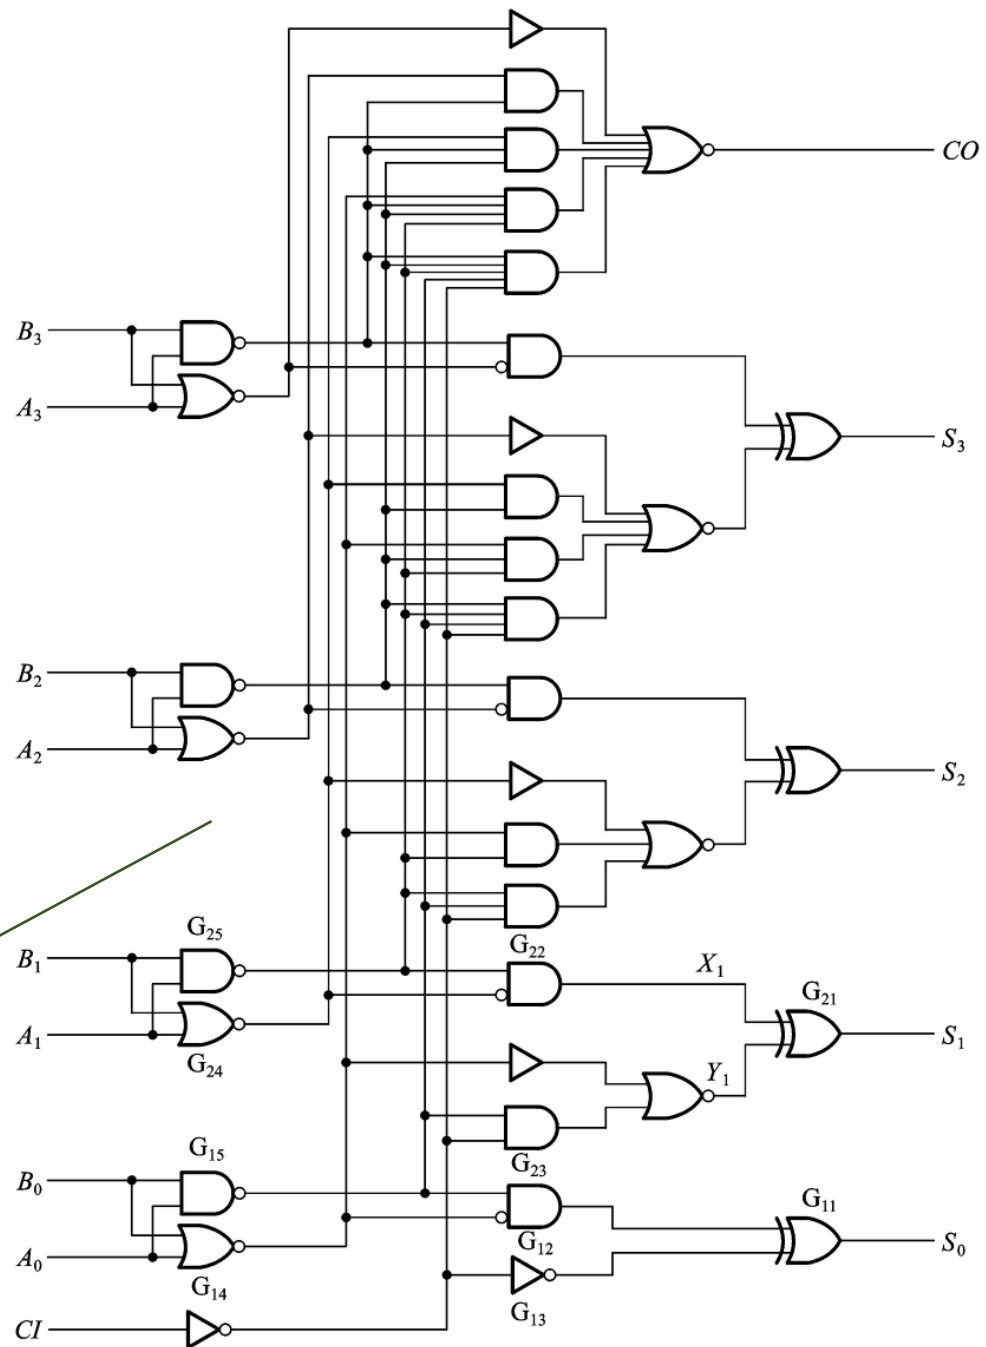 CO
B₃
A₃
S₃
B₂
A₂
S₂
G₂₅
B₁
G₂₂
X₁
G₂₁
A₁
S₁
G₂₄
Y₁
G₁₅
G₂₃
B₀
G₁₁
A₀
G₁₂
S₀
G₁₄
G₁₃
CI